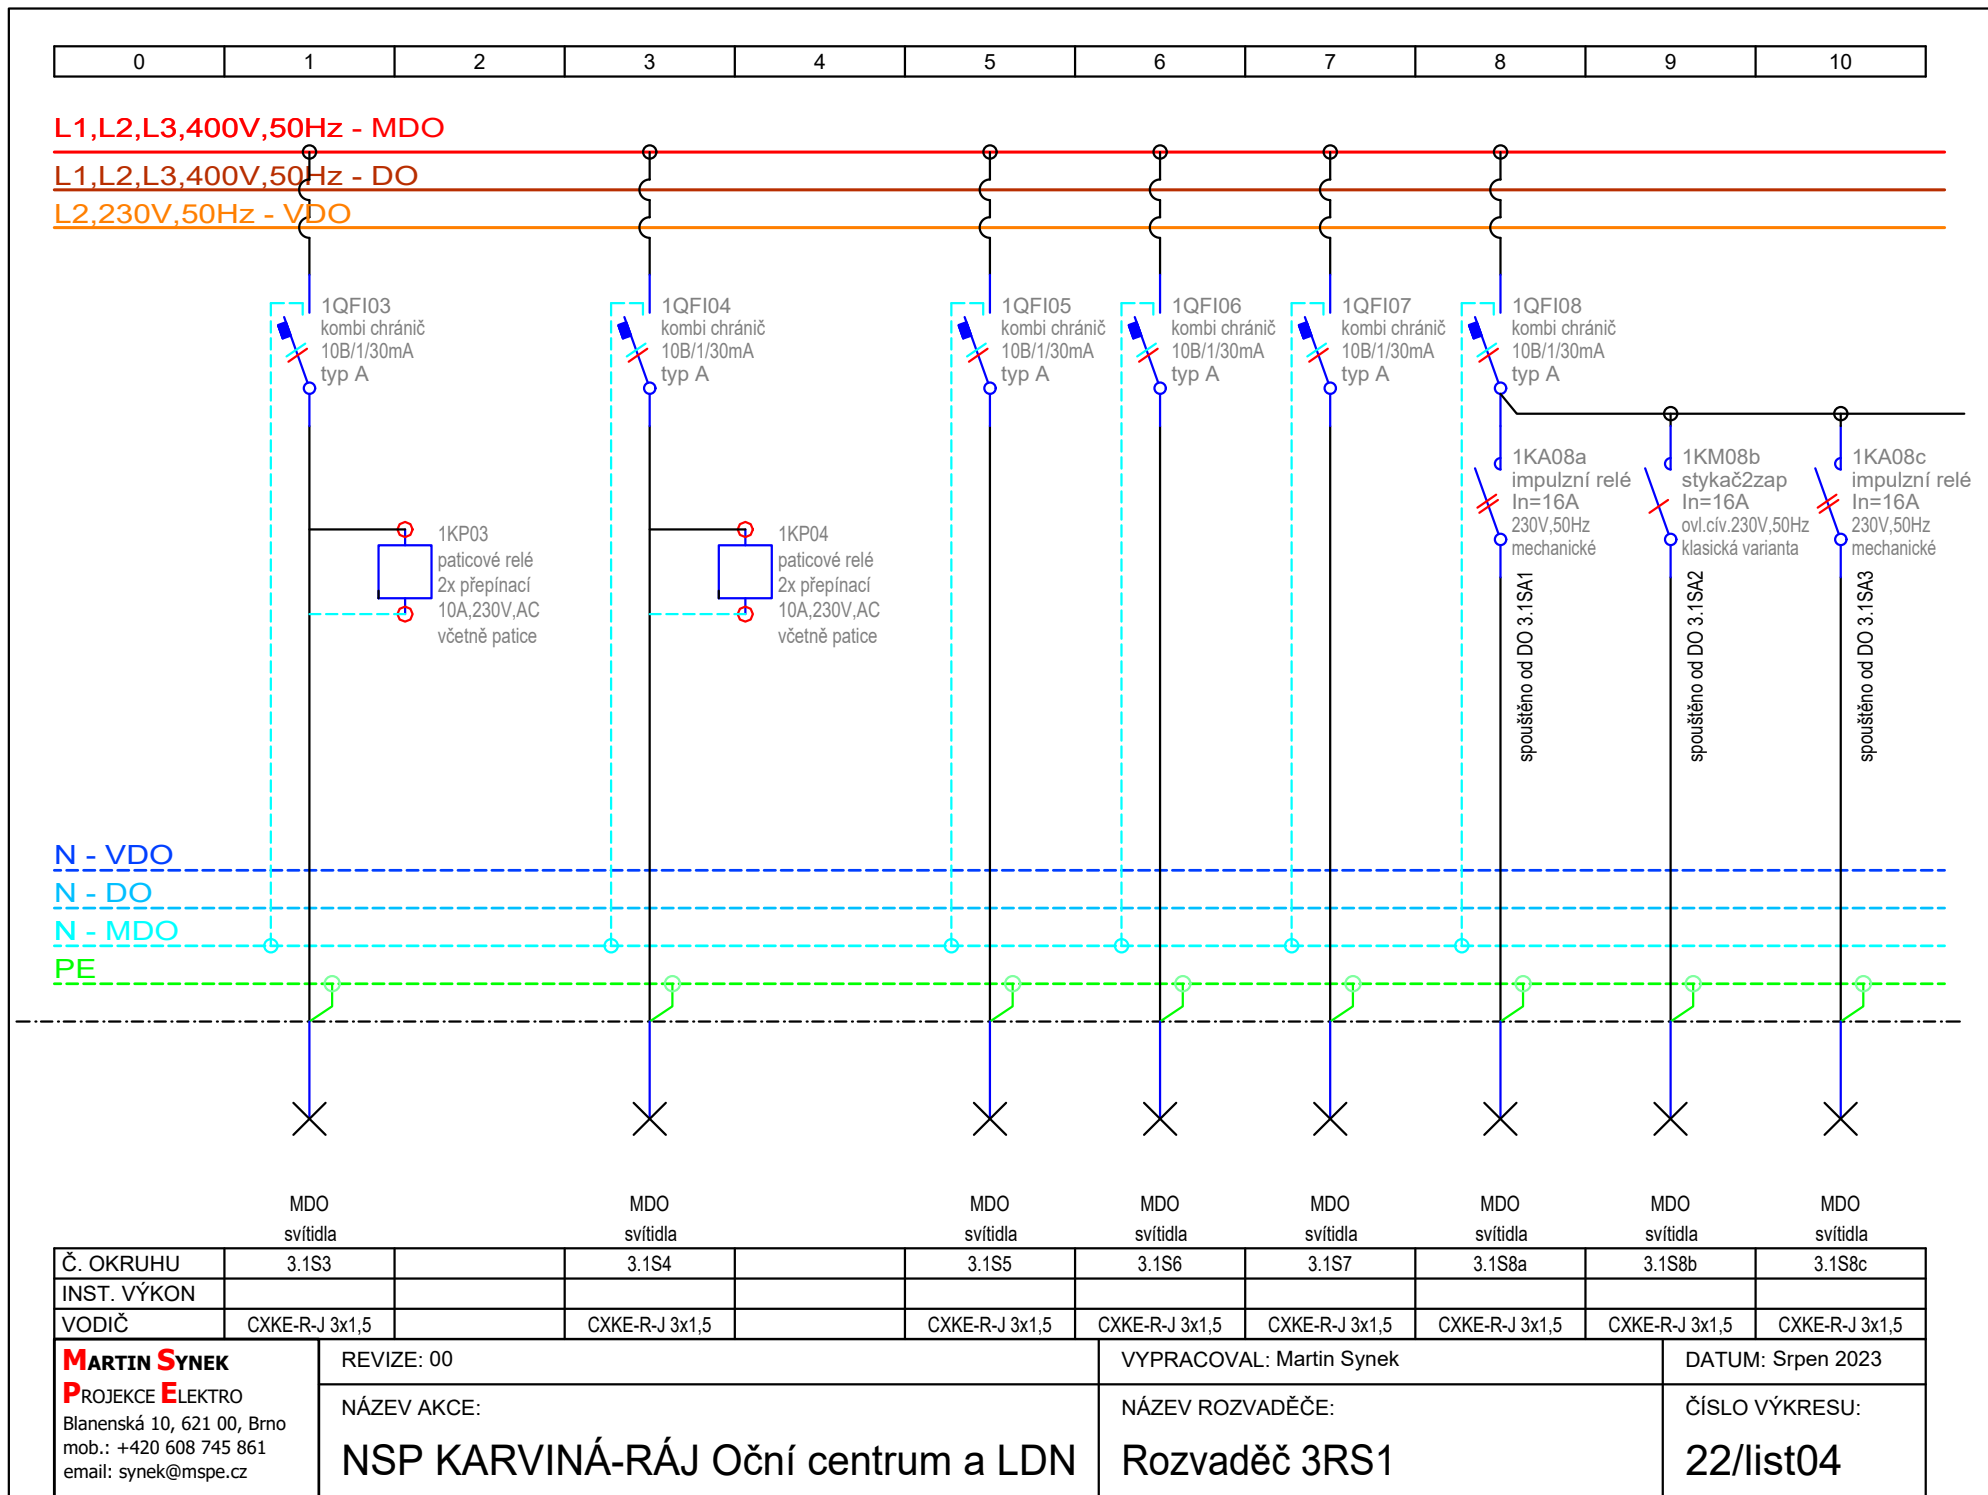 0 1 2 3 4 5 6 7 8 9 10
L1,L2,L3,400V,50Hz - MDO
L1,L2,L3,400V,50Hz - DO
L2,230V,50Hz - VDO
1QFI03
kombi chránič
10B/1/30mA
typ A
1QFI04
kombi chránič
10B/1/30mA
typ A
1QFI05
kombi chránič
10B/1/30mA
typ A
1QFI06
kombi chránič
10B/1/30mA
typ A
1QFI07
kombi chránič
10B/1/30mA
typ A
1QFI08
kombi chránič
10B/1/30mA
typ A
1KP03
paticové relé
2x přepínací
10A,230V,AC
včetně patice
1KP04
paticové relé
2x přepínací
10A,230V,AC
včetně patice
1KA08a
impulzní relé
In=16A
230V,50Hz
mechanické
spouštěno od DO 3.1SA1
1KM08b
stykač2zap
In=16A
ovl.cív.230V,50Hz
klasická varianta
spouštěno od DO 3.1SA2
1KA08c
impulzní relé
In=16A
230V,50Hz
mechanické
spouštěno od DO 3.1SA3
N - VDO
N - DO
N - MDO
PE
MDO MDO MDO MDO MDO MDO MDO MDO
svítidla svítidla svítidla svítidla svítidla svítidla svítidla svítidla
Č. OKRUHU 3.1S3 3.1S4 3.1S5 3.1S6 3.1S7 3.1S8a 3.1S8b 3.1S8c
INST. VÝKON
VODIČ CXKE-R-J 3x1,5 CXKE-R-J 3x1,5 CXKE-R-J 3x1,5 CXKE-R-J 3x1,5 CXKE-R-J 3x1,5 CXKE-R-J 3x1,5 CXKE-R-J 3x1,5 CXKE-R-J 3x1,5
MARTIN SYNEK
PROJEKCE ELEKTRO
Blanenská 10, 621 00, Brno
mob.: +420 608 745 861
email: synek@mspe.cz
REVIZE: 00
VYPRACOVAL: Martin Synek
DATUM: Srpen 2023
NÁZEV AKCE:
NSP KARVINÁ-RÁJ Oční centrum a LDN
NÁZEV ROZVADĚČE:
Rozvaděč 3RS1
ČÍSLO VÝKRESU:
22/list04